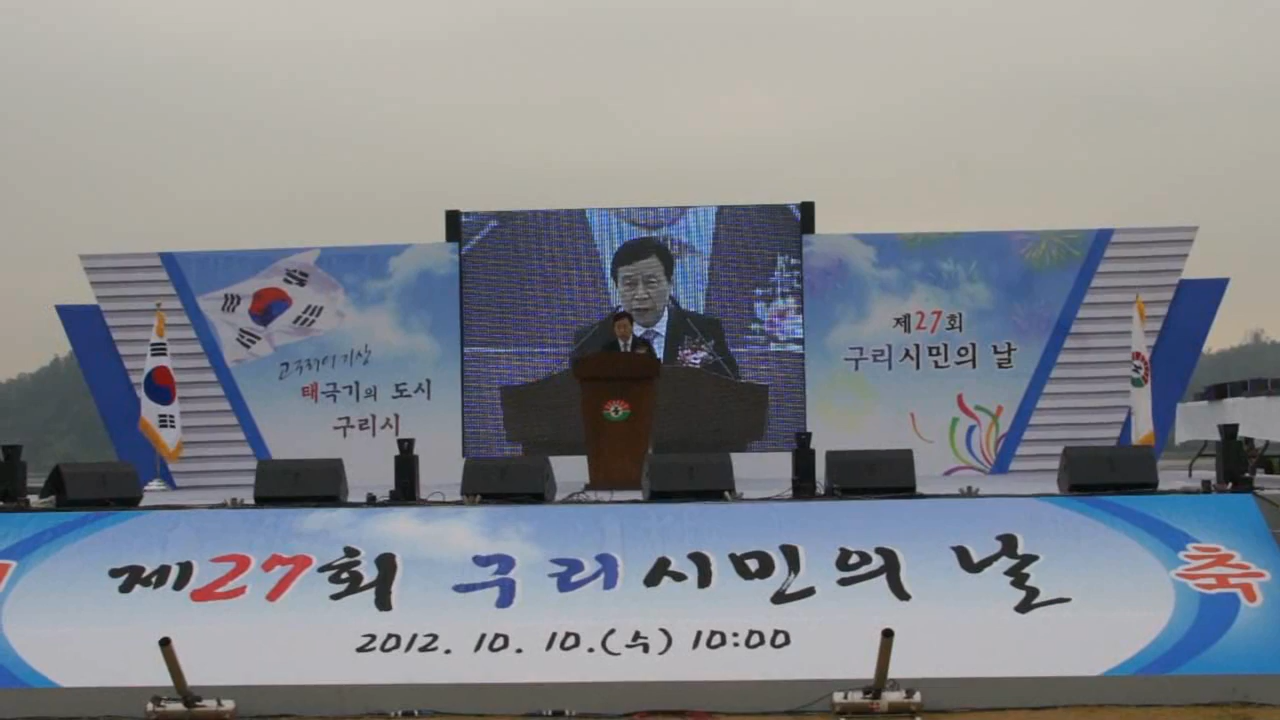 고구려의 기상
태극기의 도시
구리시
제27회
구리시민의 날
제27회 구리시민의 날
축
2012. 10. 10.(수) 10:00